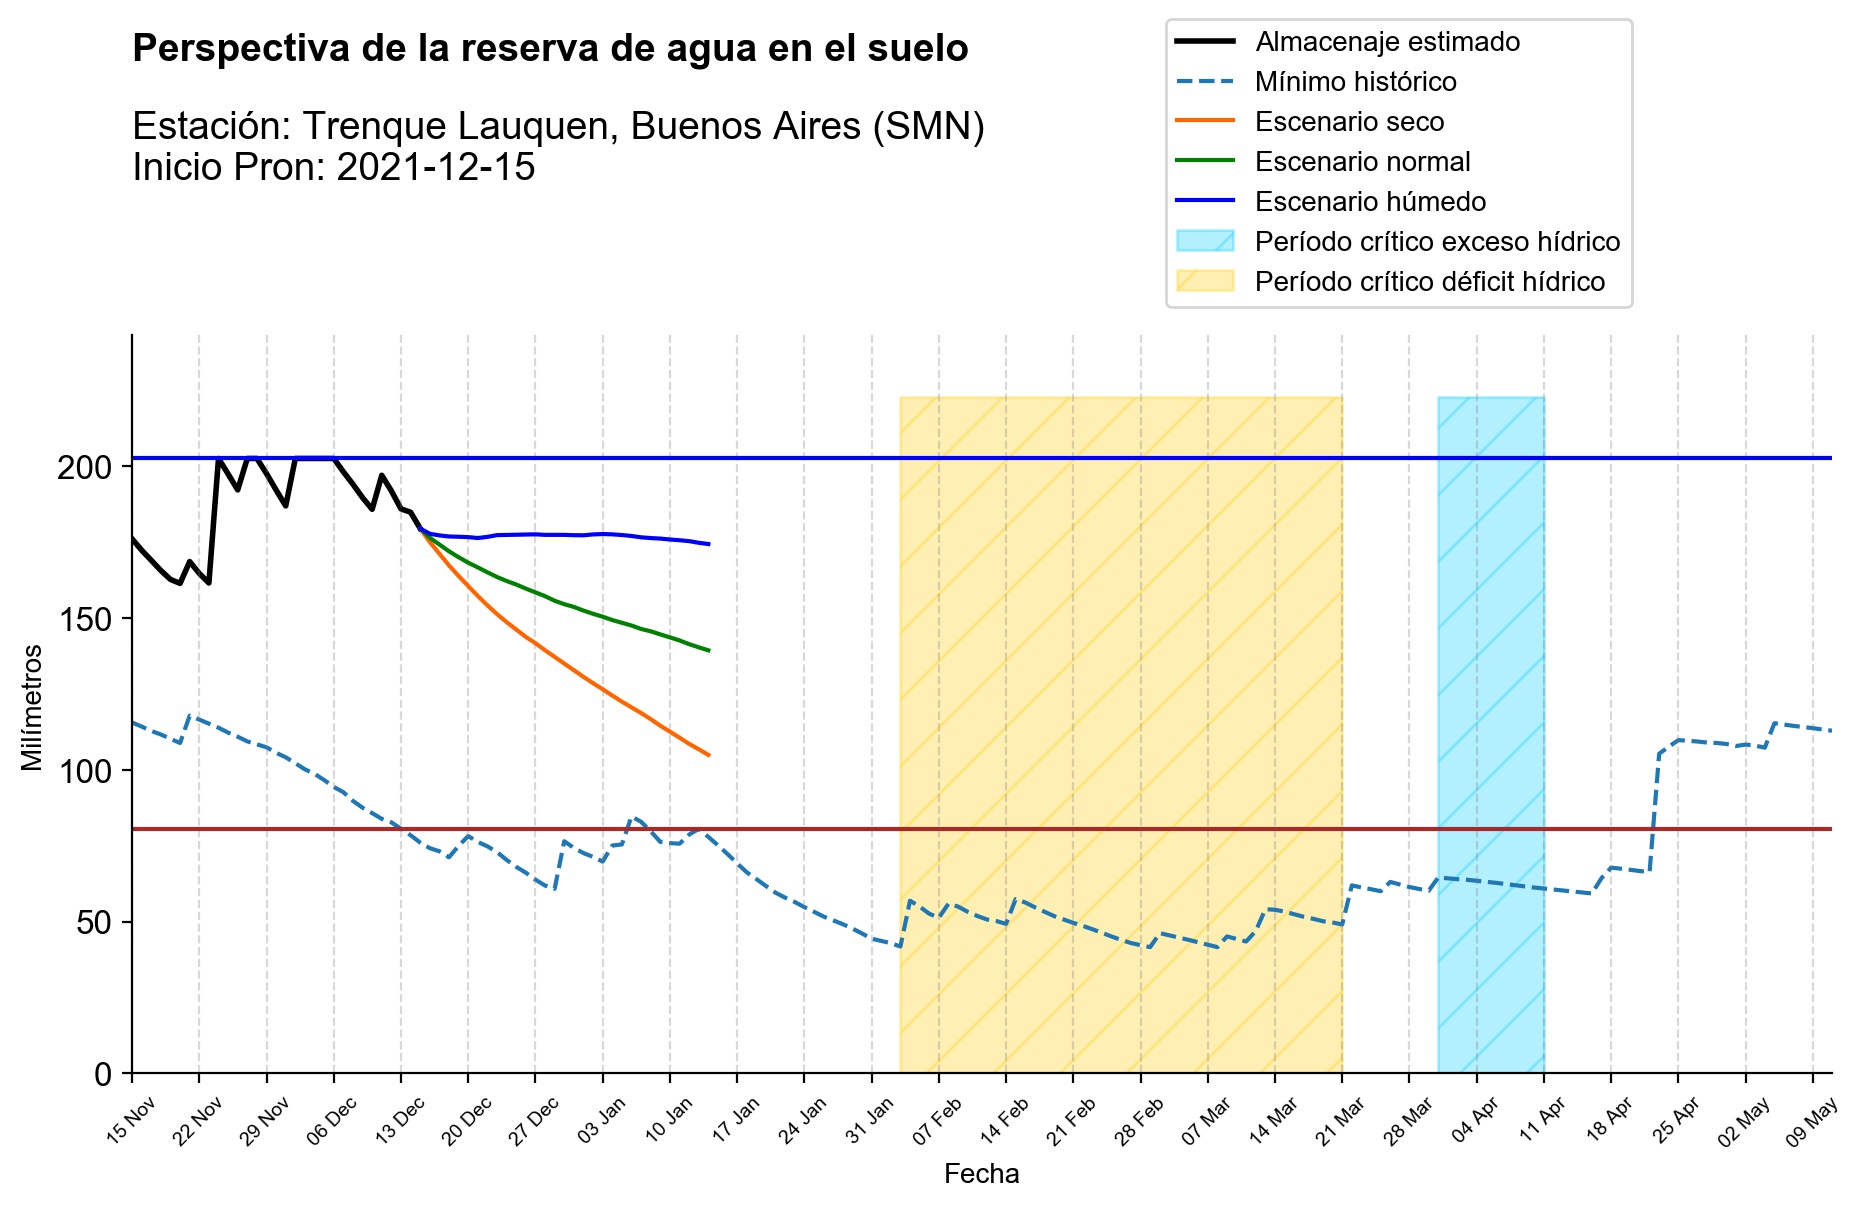 Perspectiva de la reserva de agua en el suelo
Estación: Trenque Lauquen, Buenos Aires (SMN)
Inicio Pron: 2021-12-15
Almacenaje estimado
Mínimo histórico
Escenario seco
Escenario normal
Escenario húmedo
Período crítico exceso hídrico
Período crítico déficit hídrico
Milímetros
200
150
100
50
0
15 Nov
22 Nov
29 Nov
06 Dec
13 Dec
20 Dec
27 Dec
03 Jan
10 Jan
17 Jan
24 Jan
31 Jan
07 Feb
14 Feb
21 Feb
28 Feb
07 Mar
14 Mar
21 Mar
28 Mar
04 Apr
11 Apr
18 Apr
25 Apr
02 May
09 May
Fecha